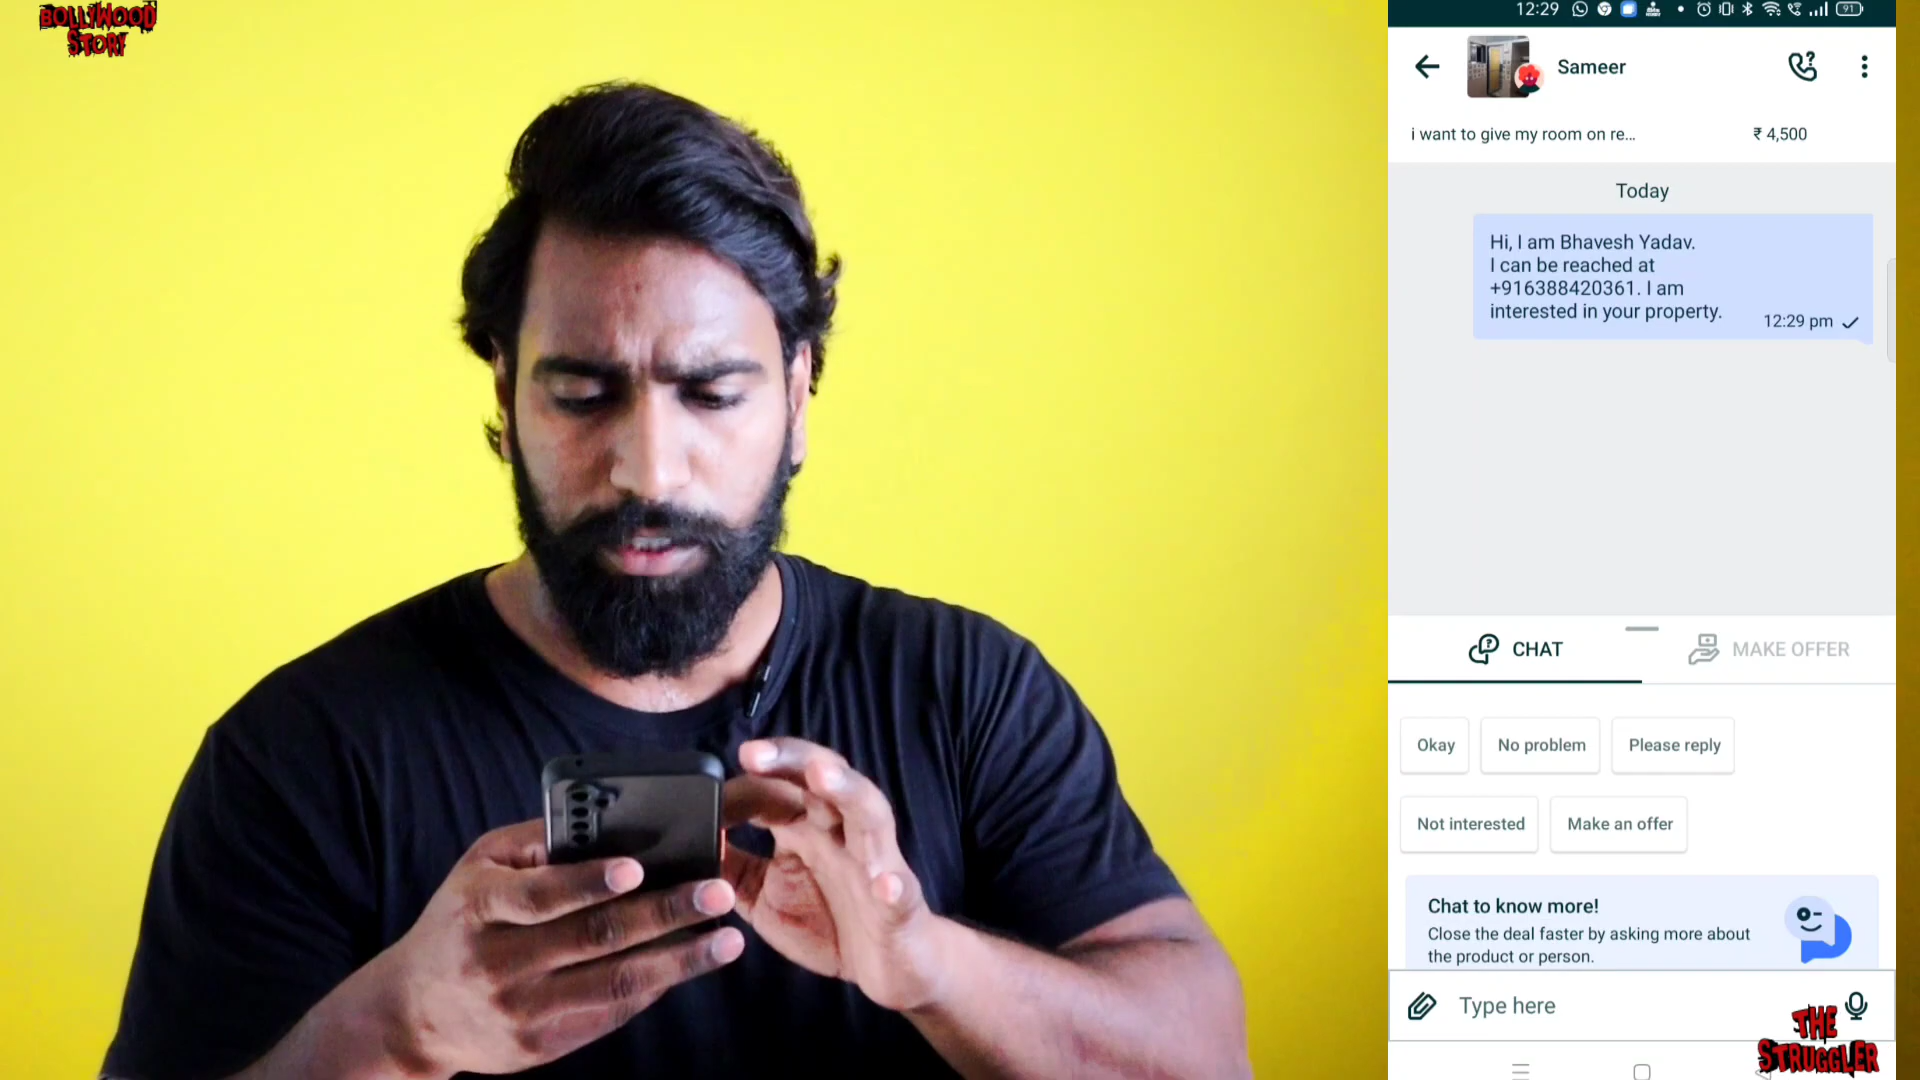 BOLLYWOOD
STORY
12:29
91
Sameer
i want to give my room on re...
₹ 4,500
Today
Hi, I am Bhavesh Yadav.
I can be reached at
+916388420361. I am
interested in your property.
12:29 pm
CHAT
MAKE OFFER
Okay
No problem
Please reply
Not interested
Make an offer
Chat to know more!
Close the deal faster by asking more about
the product or person.
Type here
THE
STRUGGLER